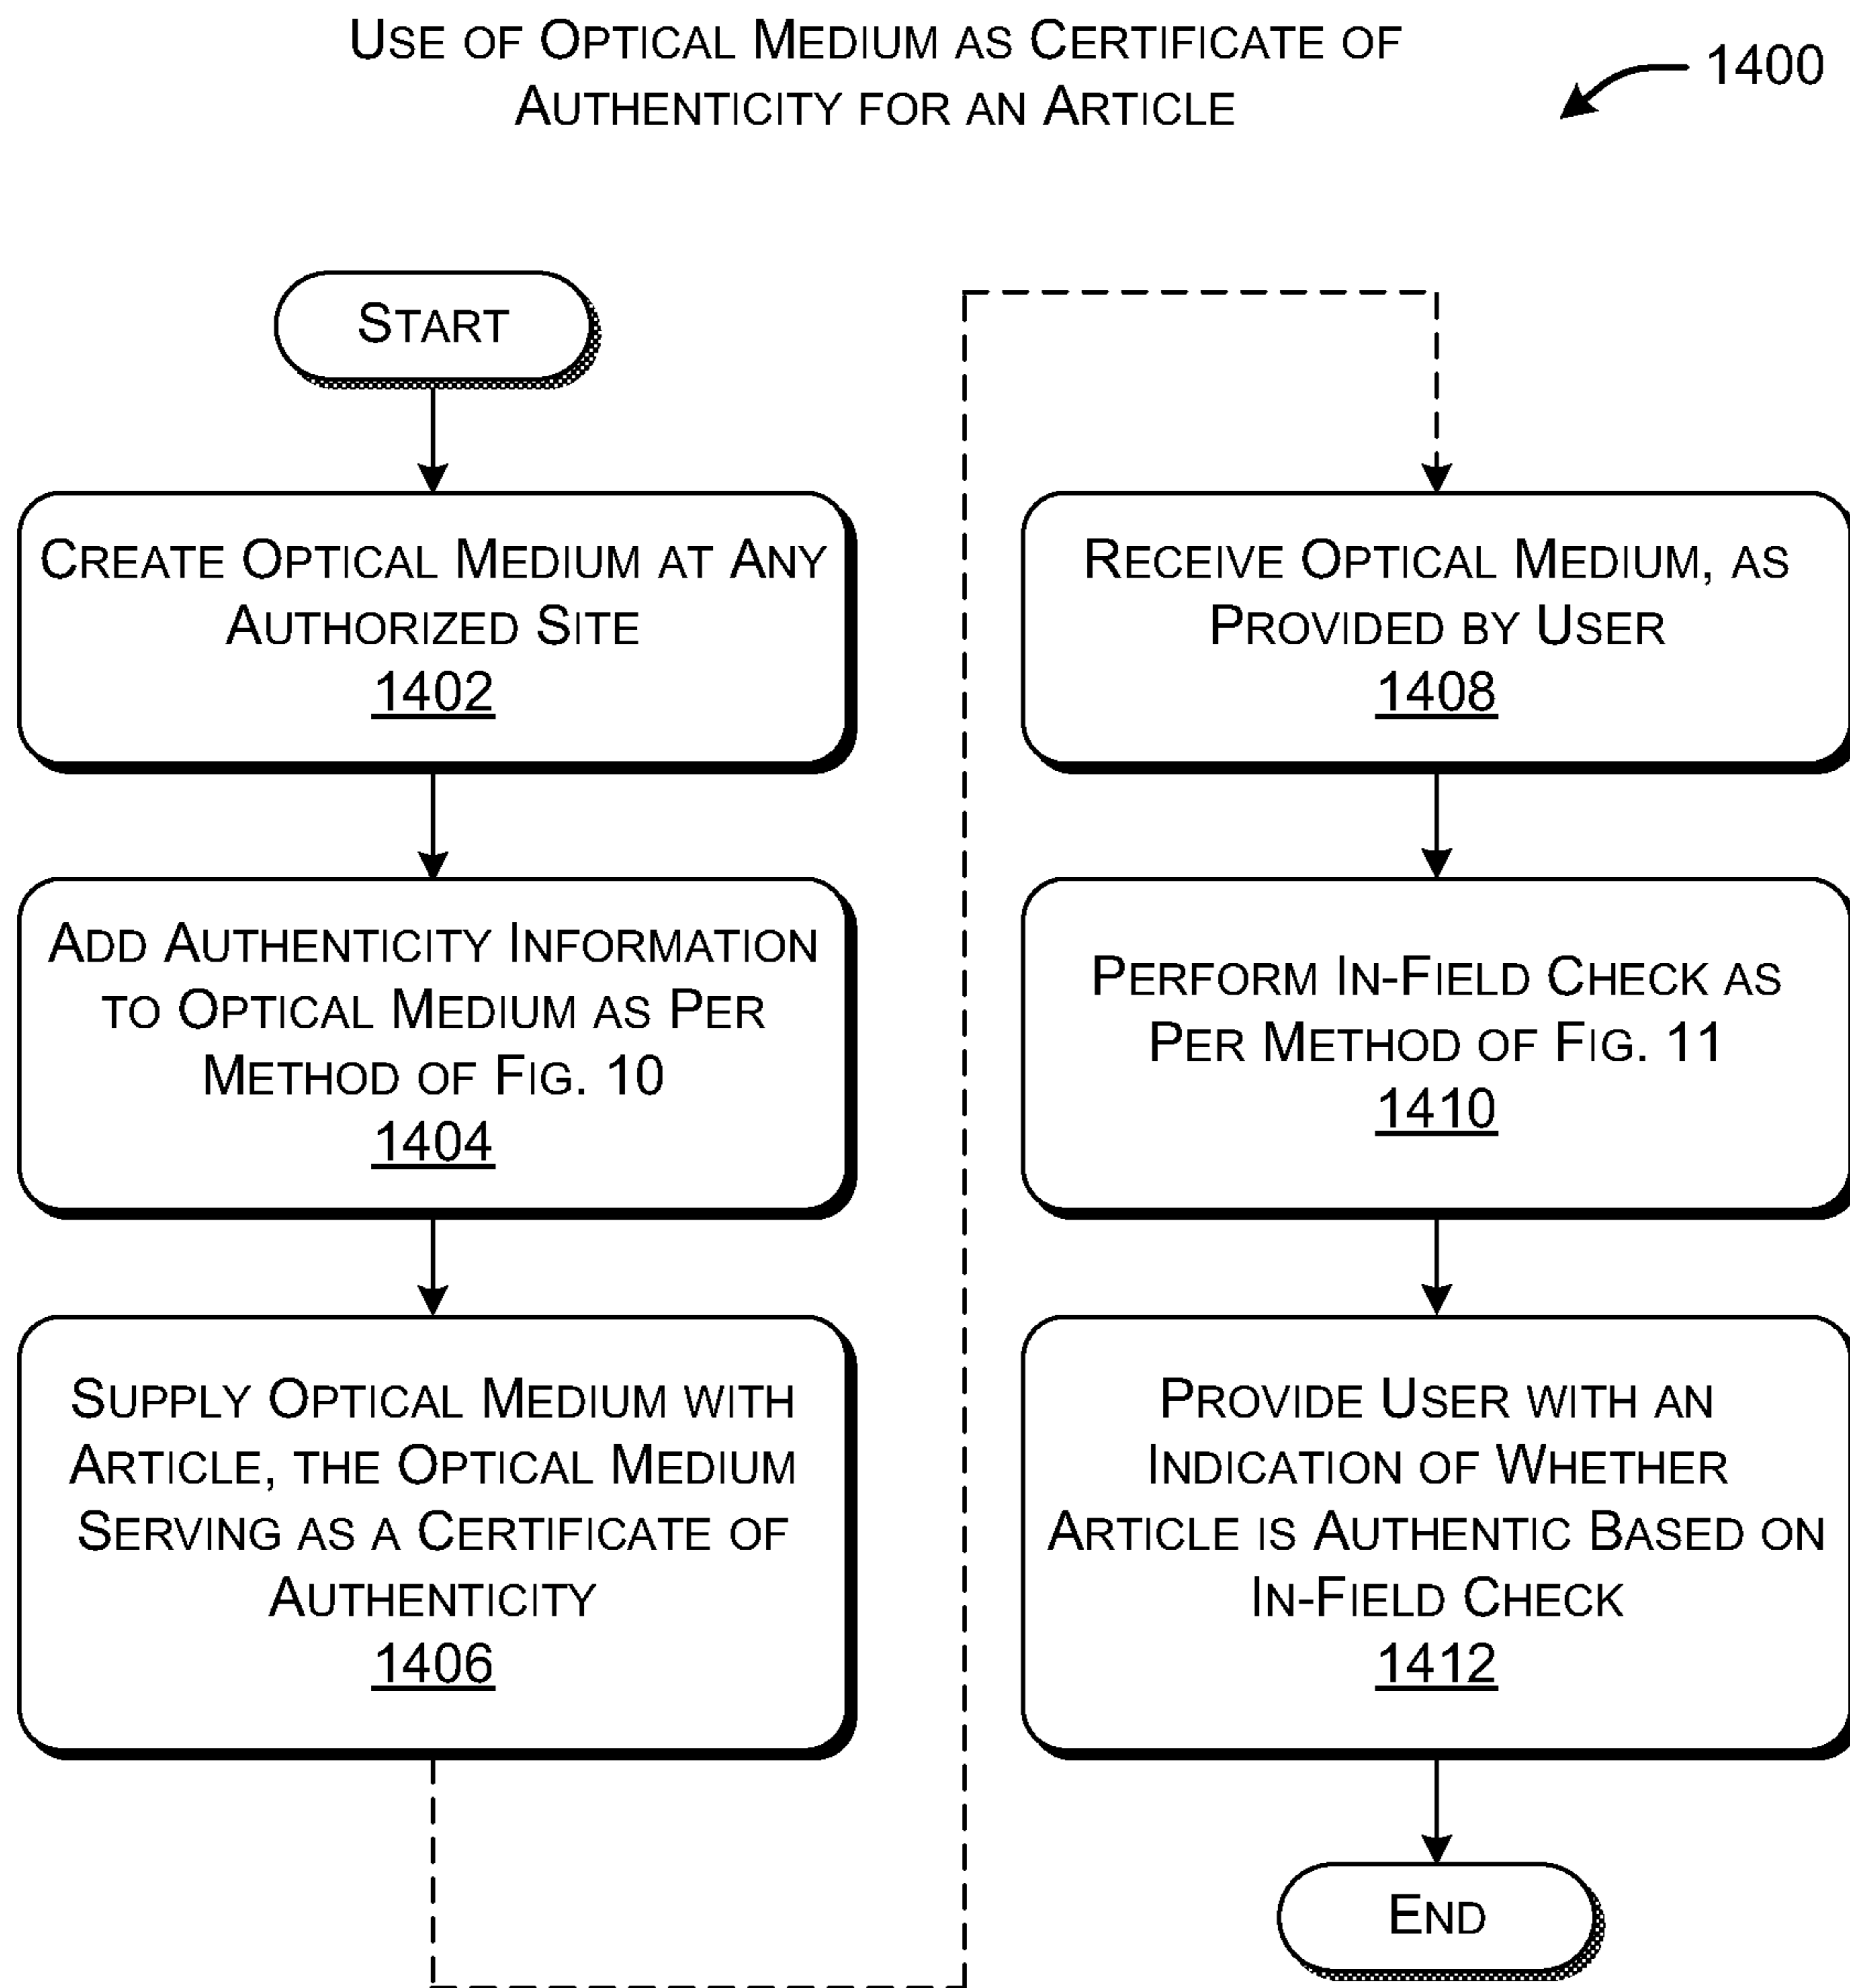 USE OF OPTICAL MEDIUM AS CERTIFICATE OF
AUTHENTICITY FOR AN ARTICLE
1400
START
CREATE OPTICAL MEDIUM AT ANY
AUTHORIZED SITE
1402
ADD AUTHENTICITY INFORMATION
TO OPTICAL MEDIUM AS PER
METHOD OF FIG. 10
1404
SUPPLY OPTICAL MEDIUM WITH
ARTICLE, THE OPTICAL MEDIUM
SERVING AS A CERTIFICATE OF
AUTHENTICITY
1406
RECEIVE OPTICAL MEDIUM, AS
PROVIDED BY USER
1408
PERFORM IN-FIELD CHECK AS
PER METHOD OF FIG. 11
1410
PROVIDE USER WITH AN
INDICATION OF WHETHER
ARTICLE IS AUTHENTIC BASED ON
IN-FIELD CHECK
1412
END